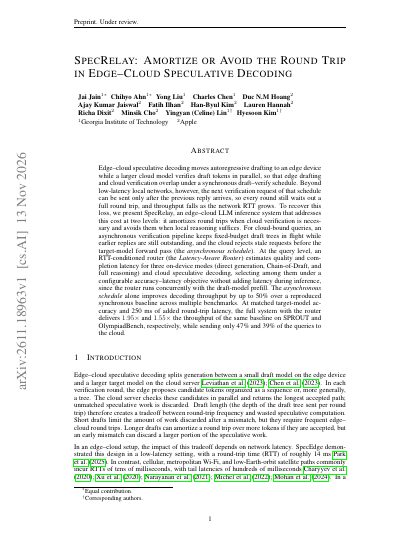 Preprint. Under review.
SPECRELAY: AMORTIZE OR AVOID THE ROUND TRIP
IN EDGE–CLOUD SPECULATIVE DECODING
Jai Jain¹* Chihyo Ahn¹* Yong Liu¹ Charles Chen¹ Duc N.M Hoang²
Ajay Kumar Jaiswal² Fatih Ilhan² Han-Byul Kim² Lauren Hannah²
Richa Dixit² Minsik Cho² Yingyan (Celine) Lin¹† Hyesoon Kim¹†
¹Georgia Institute of Technology ²Apple
ABSTRACT
Edge–cloud speculative decoding moves autoregressive drafting to an edge device
while a larger cloud model verifies draft tokens in parallel, so that edge drafting
and cloud verification overlap under a synchronous draft–verify schedule. Beyond
low-latency local networks, however, the next verification request of that schedule
can be sent only after the previous reply arrives, so every round still waits out a
full round trip, and throughput falls as the network RTT grows. To recover this
loss, we present SpecRelay, an edge-cloud LLM inference system that addresses
this cost at two levels: it amortizes round trips when cloud verification is neces-
sary and avoids them when local reasoning suffices. For cloud-bound queries, an
asynchronous verification pipeline keeps fixed-budget draft trees in flight while
earlier replies are still outstanding, and the cloud rejects stale requests before the
target-model forward pass (the asynchronous schedule). At the query level, an
RTT-conditioned router (the Latency-Aware Router) estimates quality and com-
pletion latency for three on-device modes (direct generation, Chain-of-Draft, and
full reasoning) and cloud speculative decoding, selecting among them under a
configurable accuracy–latency objective without adding latency during inference,
since the router runs concurrently with the draft-model prefill. The asynchronous
schedule alone improves decoding throughput by up to 50% over a reproduced
synchronous baseline across multiple benchmarks. At matched target-model ac-
curacy and 250 ms of added round-trip latency, the full system with the router
delivers 1.95× and 1.55× the throughput of the same baseline on SPROUT and
OlympiadBench, respectively, while sending only 47% and 39% of the queries to
the cloud.
1 INTRODUCTION
Edge-cloud speculative decoding splits generation between a small draft model on the edge device
and a larger target model on the cloud server Leviathan et al. (2023); Chen et al. (2023). In each
verification round, the edge proposes candidate tokens organized as a sequence or, more generally,
a tree. The cloud server checks these candidates in parallel and returns the longest accepted path;
unmatched speculative work is discarded. Draft length (the depth of the draft tree sent per round
trip) therefore creates a tradeoff between round-trip frequency and wasted speculative computation.
Short drafts limit the amount of work discarded after a mismatch, but they require frequent edge–
cloud round trips. Longer drafts can amortize a round trip over more tokens if they are accepted, but
an early mismatch can discard a larger portion of the speculative work.
In an edge-cloud setup, the impact of this tradeoff depends on network latency. SpecEdge demon-
strated this design in a low-latency setting, with a round-trip time (RTT) of roughly 14 ms Park
et al. (2025). In contrast, cellular, metropolitan Wi-Fi, and low-Earth-orbit satellite paths commonly
incur RTTs of tens of milliseconds, with tail latencies of hundreds of milliseconds Charyyev et al.
(2020); Xu et al. (2020); Narayanan et al. (2021); Michel et al. (2022); Mohan et al. (2024). In a
*Equal contribution.
†Corresponding authors.
1
arXiv:2611.18963v1 [cs.AI] 13 Nov 2026